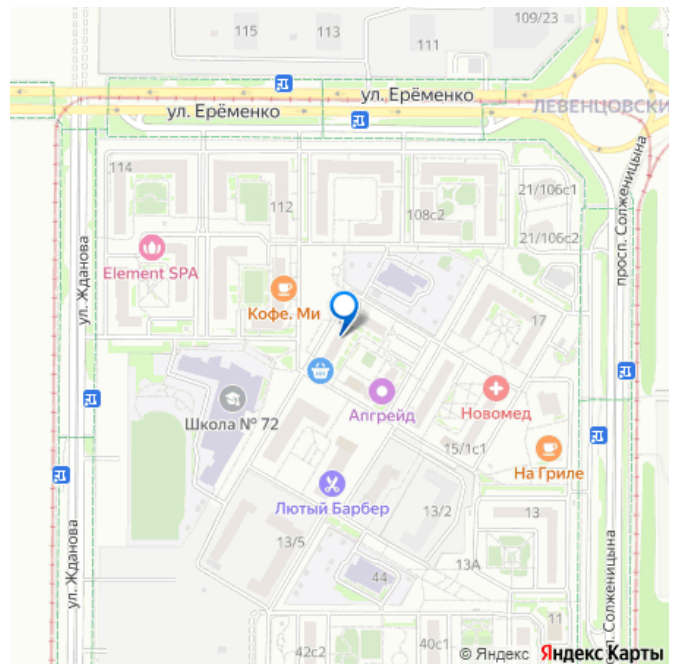 109/23
115
113
111
ул. Ерёменко
ул. Ерёменко
ЛЕВЕНЦОВСКИ
114
112
108с2
21/106с1
21/106с2
просп. Солженицына
ул. Жданова
Element SPA
Кофе. Ми
17
Школа № 72
Апгрейд
Новомед
15/1с1
На Гриле
Лютый Барбер
13/2
13
13/5
13А
44
ул. Жданова
п. Солженицына
11
42с2
40с1
© Яндекс Яндекс Карты